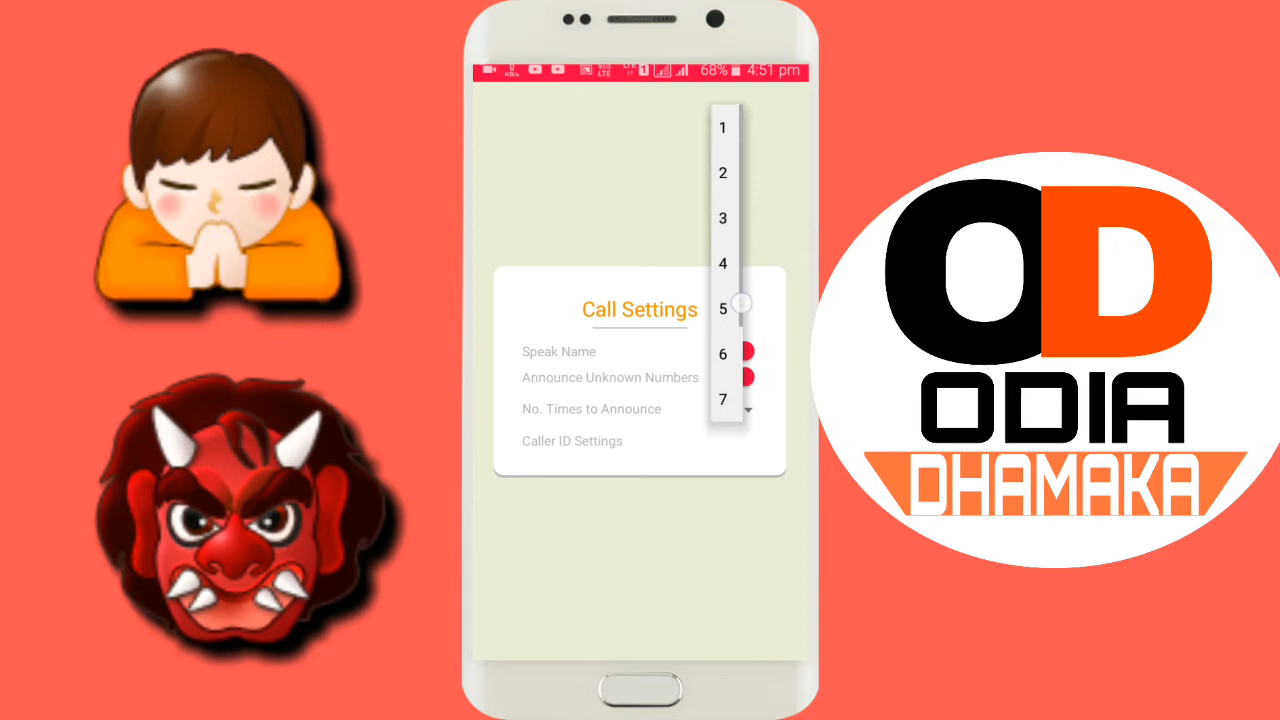 68% 4:51 pm
1
2
3
4
5
6
7
Call Settings
Speak Name
Announce Unknown Numbers
No. Times to Announce
Caller ID Settings
OD
ODIA
DHAMAKA